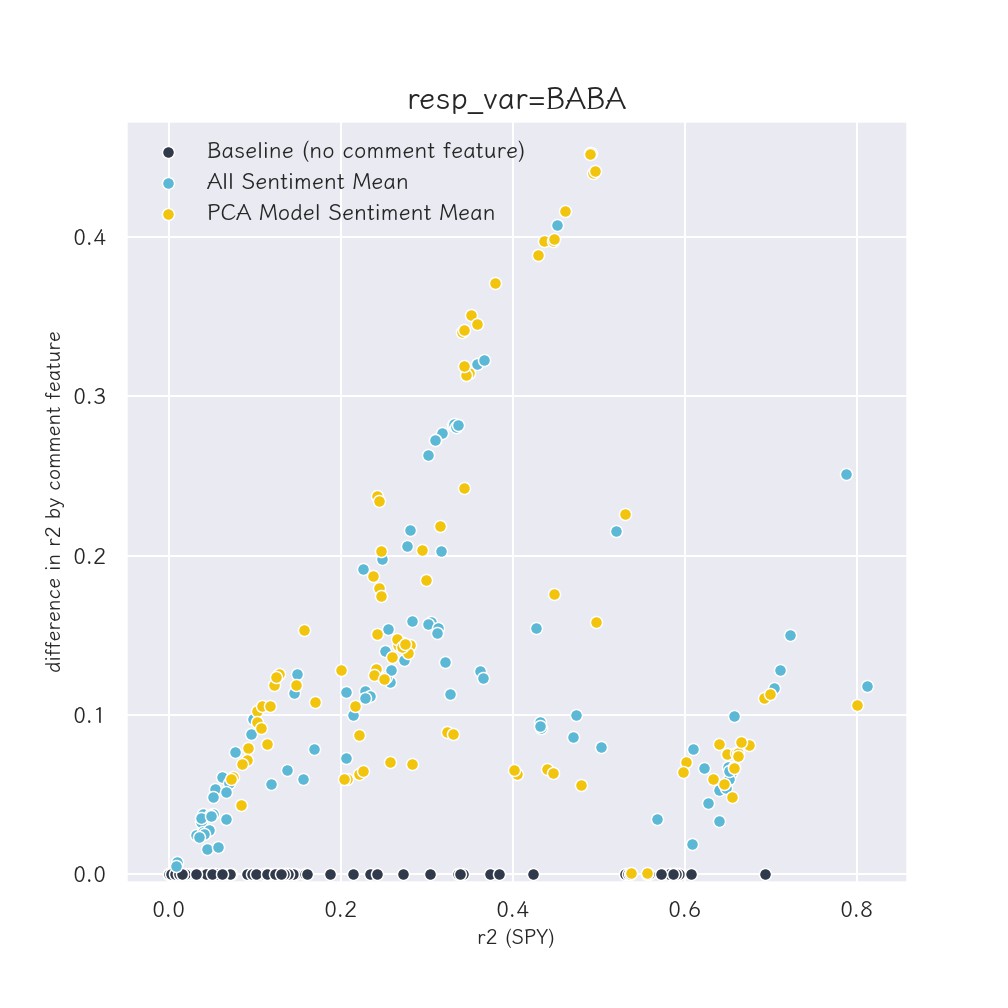 resp_var=BABA
Baseline (no comment feature)
All Sentiment Mean
PCA Model Sentiment Mean
difference in r2 by comment feature
0.4
0.3
0.2
0.1
0.0
0.0 0.2 0.4 0.6 0.8
r2 (SPY)